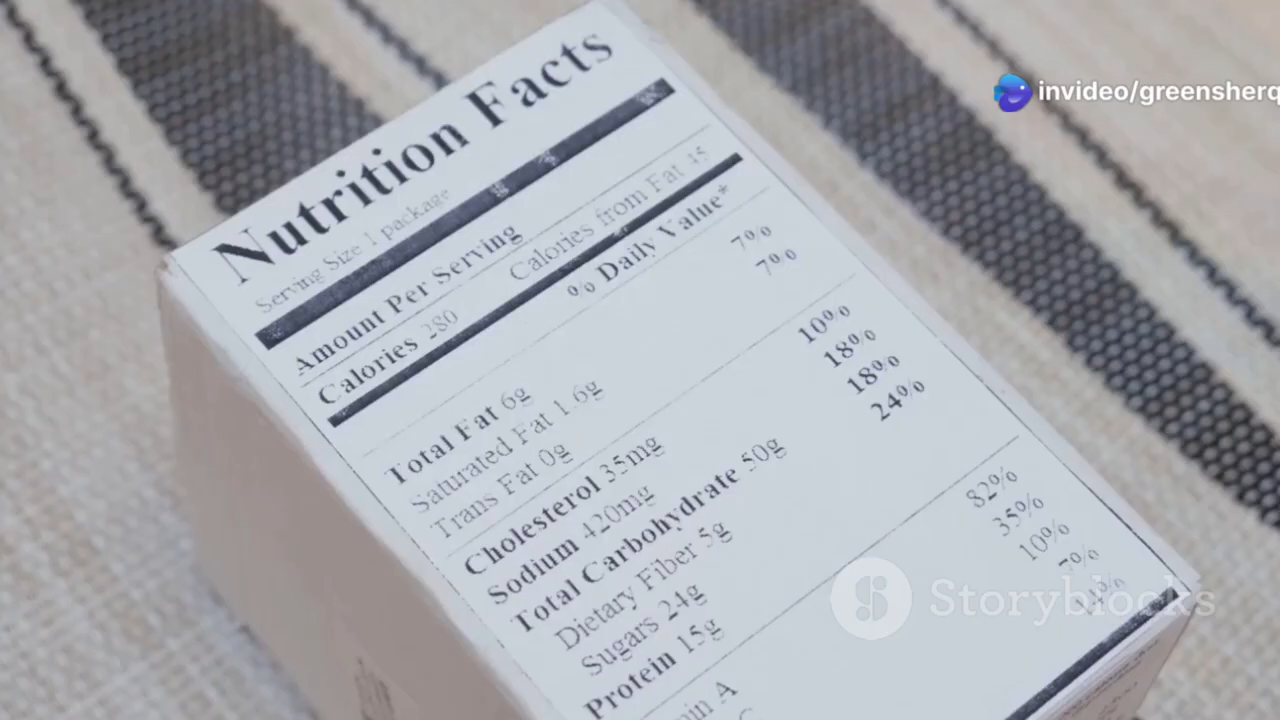 invideo/greensherq
Nutrition Facts
Serving Size 1 package
Amount Per Serving
Calories 280 Calories from Fat 45
% Daily Value*
Total Fat 6g 7%
Saturated Fat 1.6g 7%
Trans Fat 0g
Cholesterol 35mg 10%
Sodium 420mg 18%
Total Carbohydrate 50g 18%
Dietary Fiber 5g 24%
Sugars 24g
Protein 15g
82%
35%
10%
7%
Storyblocks